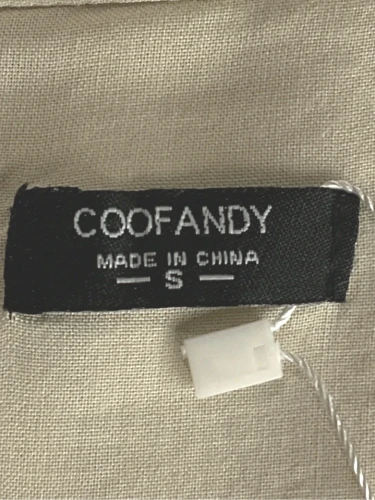 COOFANDY
MADE IN CHINA
— S —